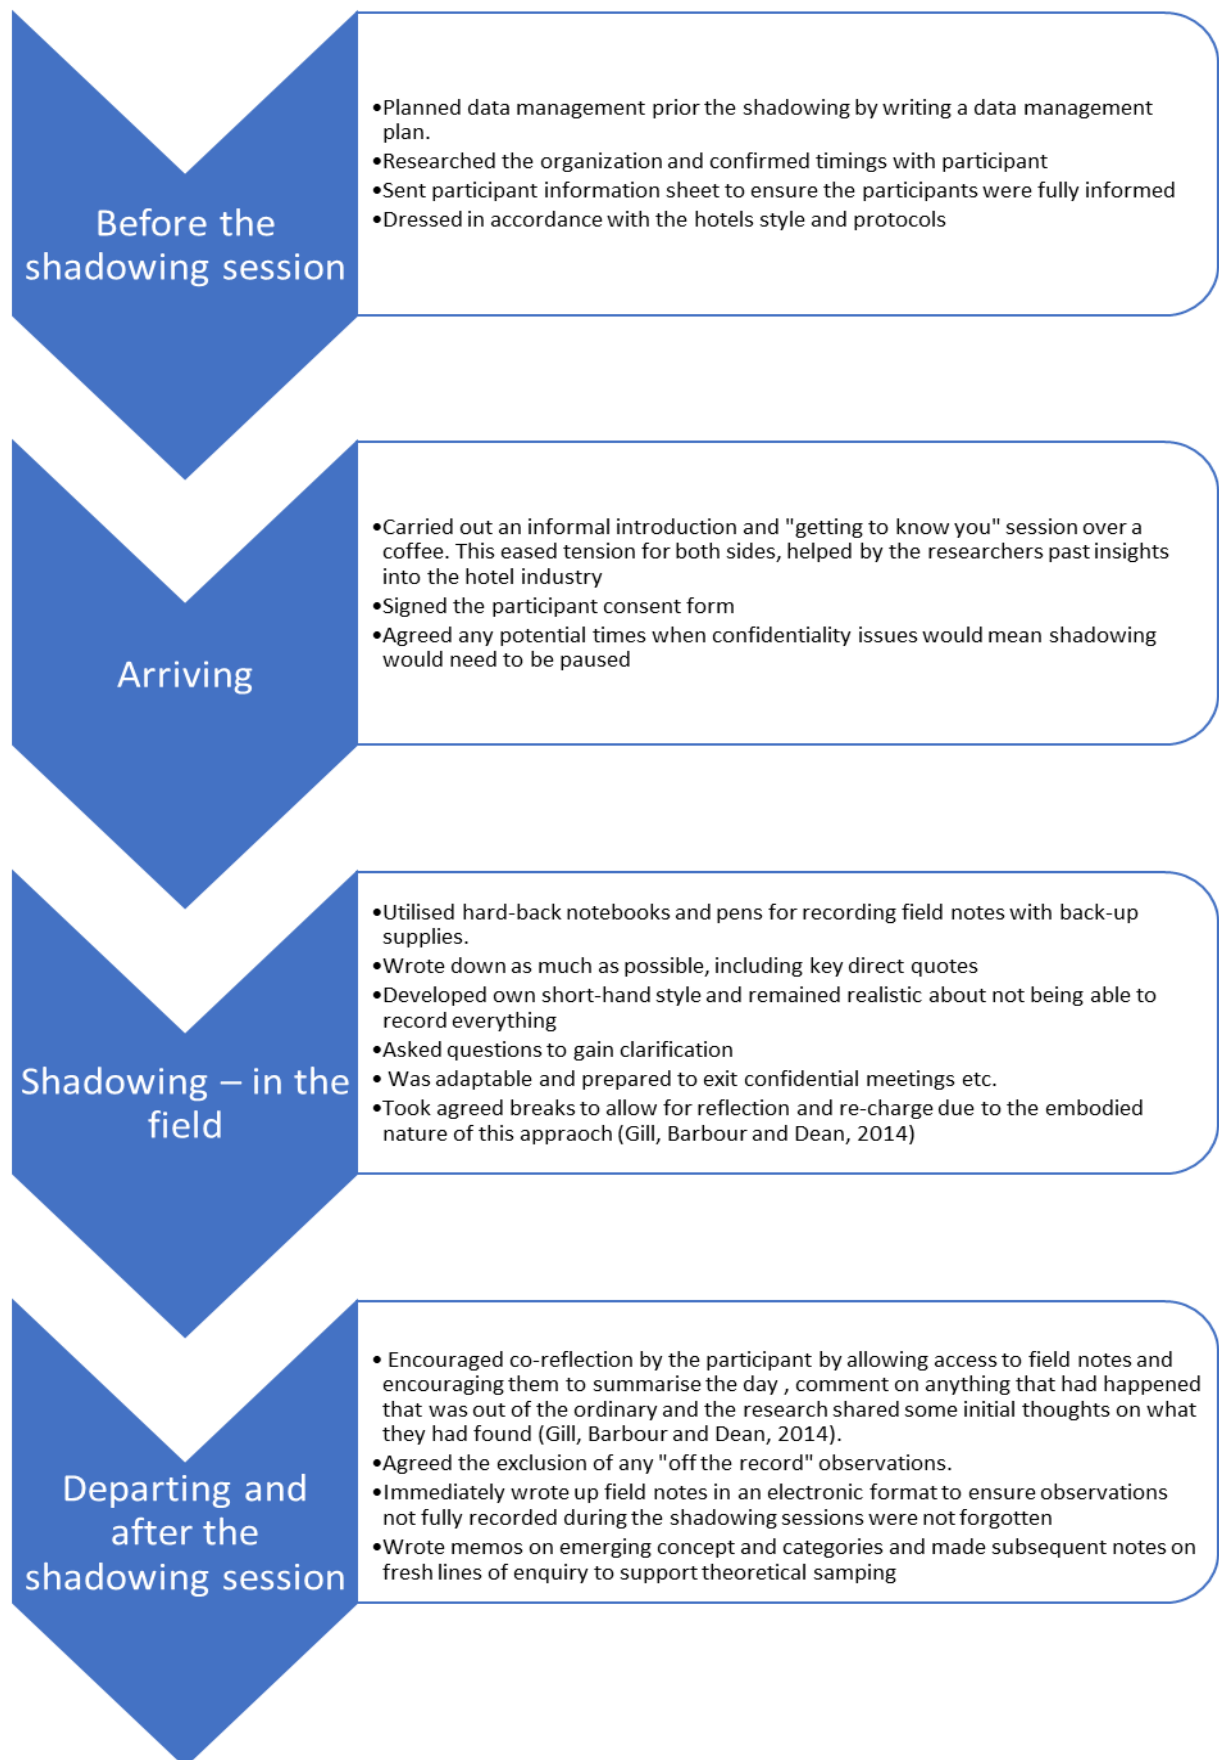 Before the
shadowing session
•Planned data management prior the shadowing by writing a data management
plan.
•Researched the organization and confirmed timings with participant
•Sent participant information sheet to ensure the participants were fully informed
•Dressed in accordance with the hotels style and protocols
Arriving
•Carried out an informal introduction and "getting to know you" session over a
coffee. This eased tension for both sides, helped by the researchers past insights
into the hotel industry
•Signed the participant consent form
•Agreed any potential times when confidentiality issues would mean shadowing
would need to be paused
Shadowing – in the
field
•Utilised hard-back notebooks and pens for recording field notes with back-up
supplies.
•Wrote down as much as possible, including key direct quotes
•Developed own short-hand style and remained realistic about not being able to
record everything
•Asked questions to gain clarification
• Was adaptable and prepared to exit confidential meetings etc.
•Took agreed breaks to allow for reflection and re-charge due to the embodied
nature of this appraoch (Gill, Barbour and Dean, 2014)
Departing and
after the
shadowing session
• Encouraged co-reflection by the participant by allowing access to field notes and
encouraging them to summarise the day , comment on anything that had happened
that was out of the ordinary and the research shared some initial thoughts on what
they had found (Gill, Barbour and Dean, 2014).
•Agreed the exclusion of any "off the record" observations.
•Immediately wrote up field notes in an electronic format to ensure observations
not fully recorded during the shadowing sessions were not forgotten
•Wrote memos on emerging concept and categories and made subsequent notes on
fresh lines of enquiry to support theoretical samping